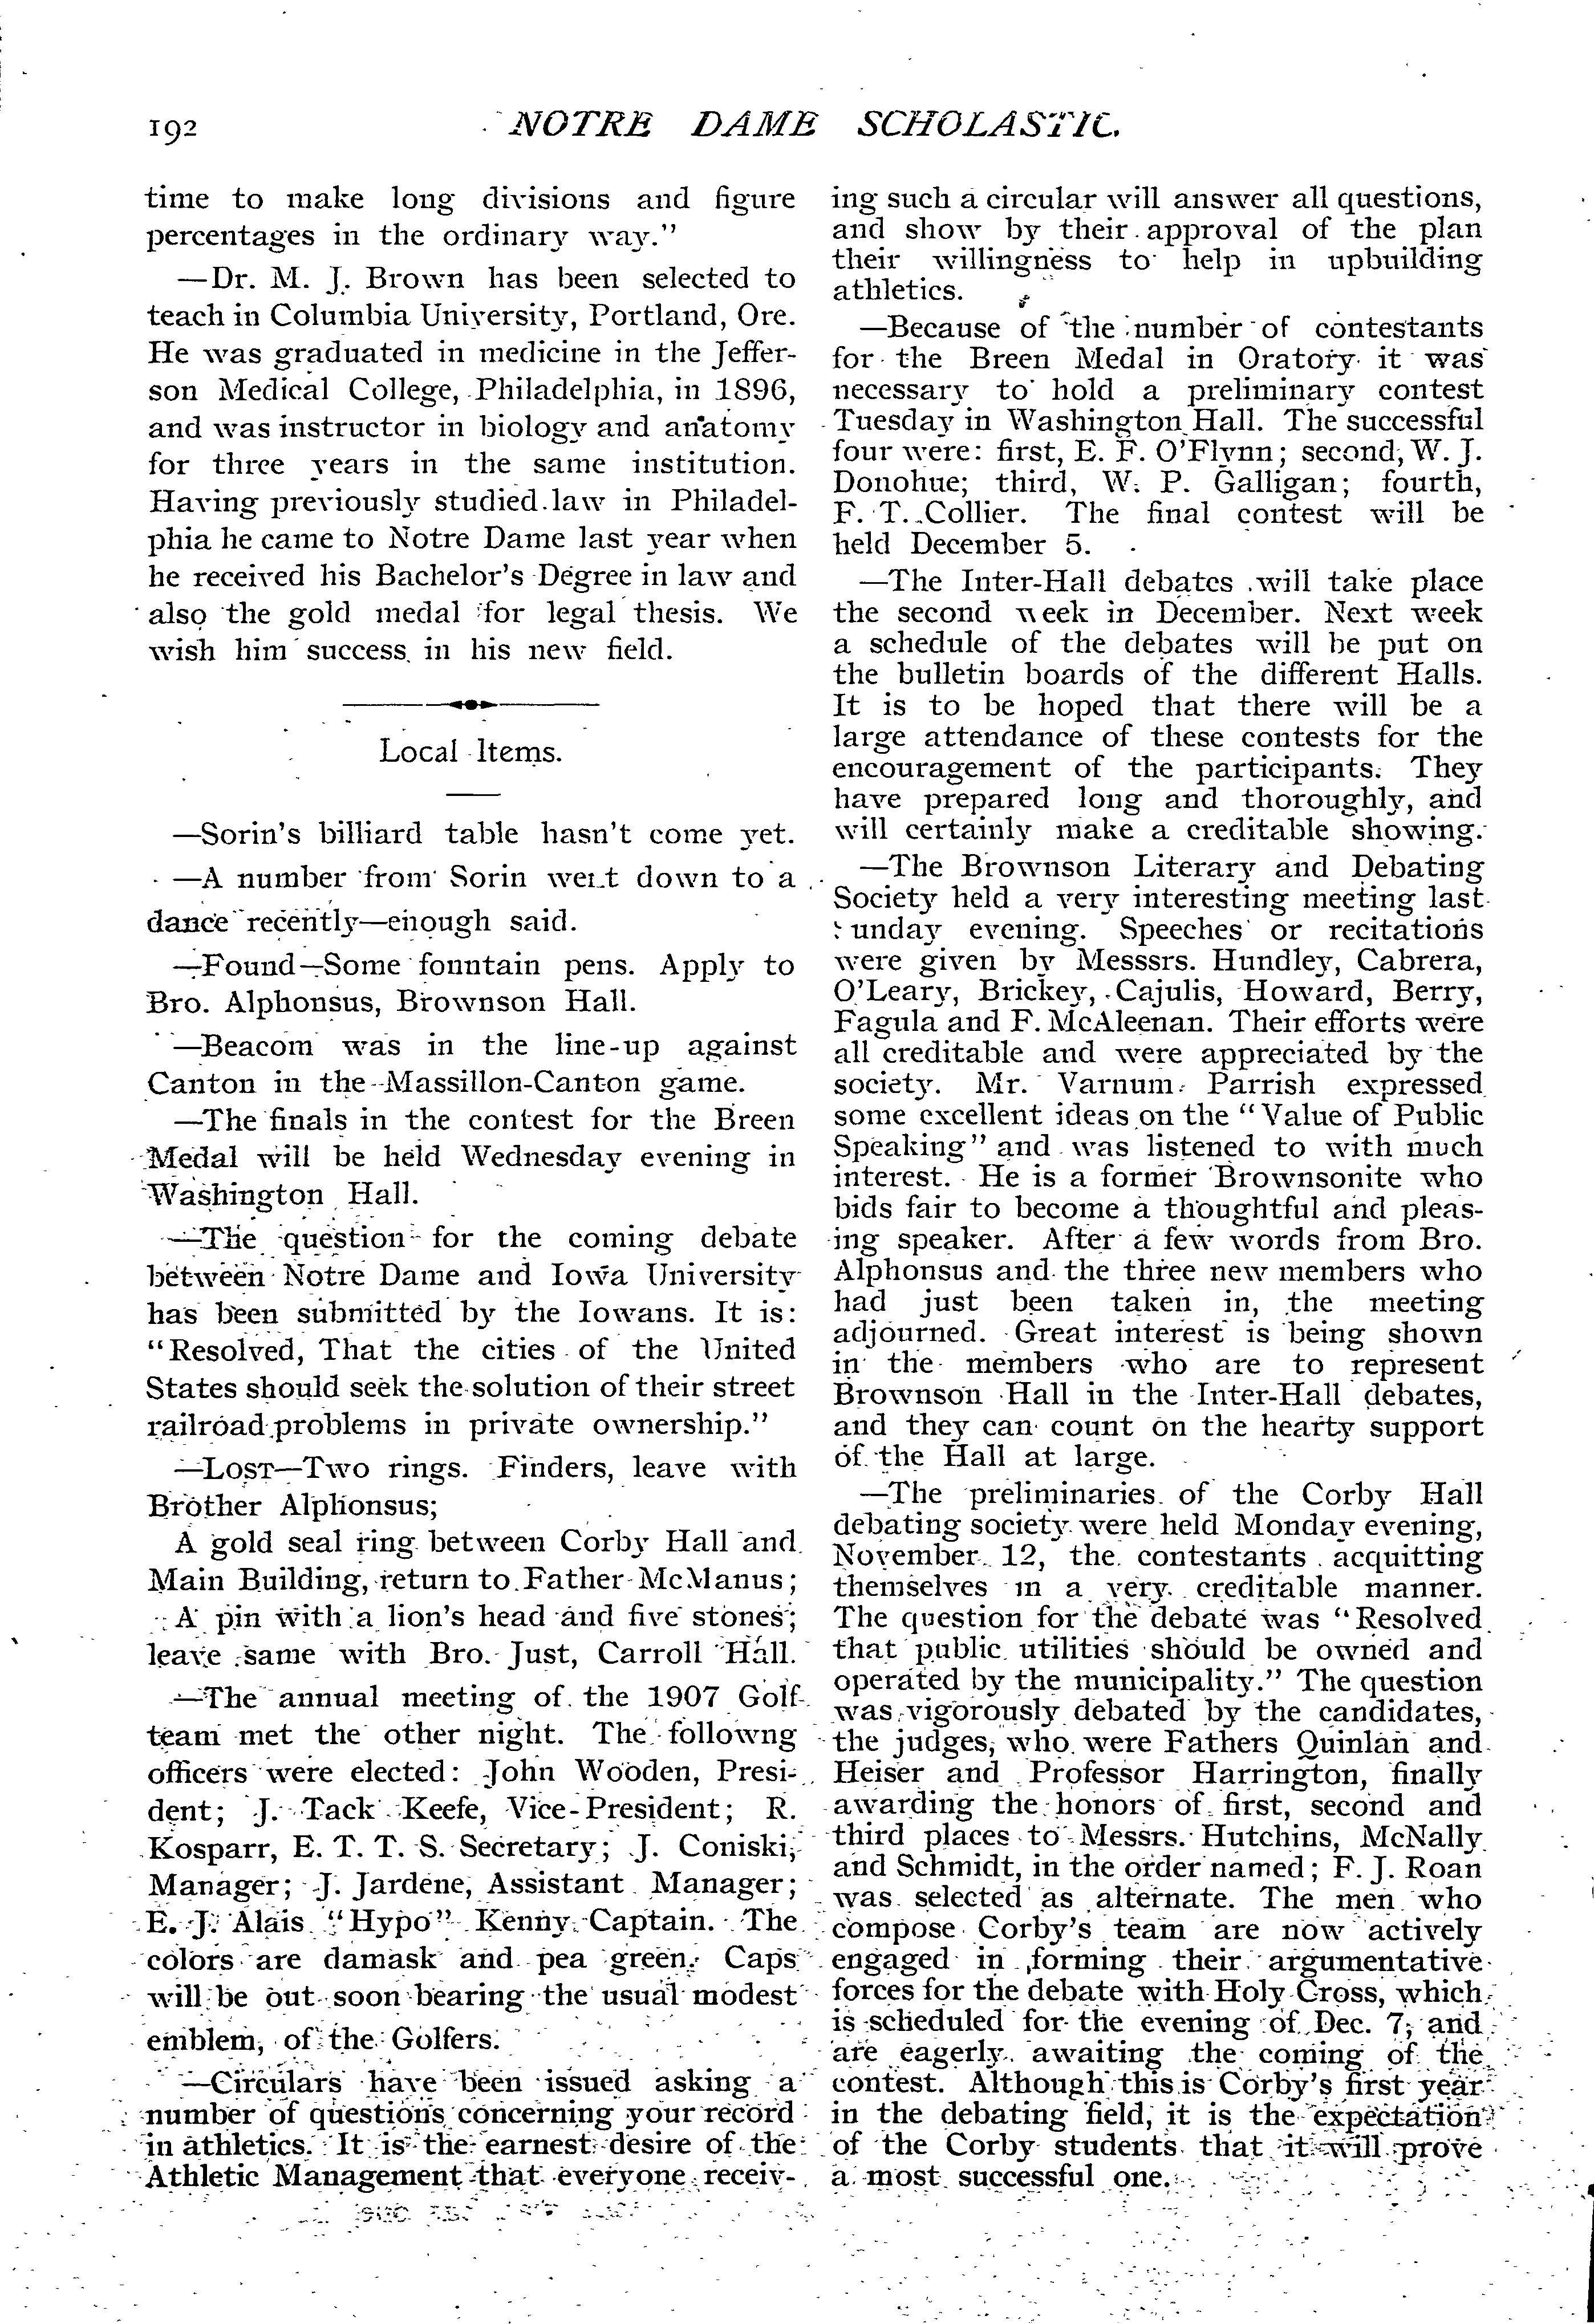 192
NOTRE DAME SCHOLASTIC.
time to make long divisions and figure
percentages in the ordinary way."
—Dr. M. J. Brown has been selected to
teach in Columbia University, Portland, Ore.
He was graduated in medicine in the Jeffer-
son Medical College, Philadelphia, in 1896,
and was instructor in biology and anatomy
for three years in the same institution.
Having previously studied law in Philadel-
phia he came to Notre Dame last year when
he received his Bachelor's Degree in law and
also the gold medal for legal thesis. We
wish him success in his new field.
Local Items.
—Sorin's billiard table hasn't come yet.
—A number from Sorin went down to a
dance recently—enough said.
—Found—Some fonntain pens. Apply to
Bro. Alphonsus, Brownson Hall.
—Beacom was in the line-up against
Canton in the Massillon-Canton game.
—The finals in the contest for the Breen
Medal will be held Wednesday evening in
Washington Hall.
—The question for the coming debate
between Notre Dame and Iowa University
has been submitted by the Iowans. It is:
"Resolved, That the cities of the United
States should seek the solution of their street
railroad problems in private ownership."
—LOST—Two rings. Finders, leave with
Brother Alphonsus;
A gold seal ring between Corby Hall and
Main Building, return to Father McManus;
A pin with a lion's head and five stones;
leave same with Bro. Just, Carroll Hall.
—The annual meeting of the 1907 Golf
team met the other night. The followng
officers were elected: John Wooden, Presi-
dent; J. Tack Keefe, Vice-President; R.
Kosparr, E. T. T. S. Secretary; J. Coniski,
Manager; J. Jardene, Assistant Manager;
E. J. Alais "Hypo" Kenny, Captain. The
colors are damask and pea green. Caps
will be out soon bearing the usual modest
emblem, of the Golfers.
—Circulars have been issued asking a
number of questions concerning your record
in athletics. It is the earnest desire of the
Athletic Management that everyone receiv-
ing such a circular will answer all questions,
and show by their approval of the plan
their willingness to help in upbuilding
athletics.
—Because of the number of contestants
for the Breen Medal in Oratory it was
necessary to hold a preliminary contest
Tuesday in Washington Hall. The successful
four were: first, E. F. O'Flynn; second, W. J.
Donohue; third, W. P. Galligan; fourth,
F. T. Collier. The final contest will be
held December 5.
—The Inter-Hall debates will take place
the second week in December. Next week
a schedule of the debates will be put on
the bulletin boards of the different Halls.
It is to be hoped that there will be a
large attendance of these contests for the
encouragement of the participants. They
have prepared long and thoroughly, and
will certainly make a creditable showing.
—The Brownson Literary and Debating
Society held a very interesting meeting last
Sunday evening. Speeches or recitations
were given by Messsrs. Hundley, Cabrera,
O'Leary, Brickey, Cajulis, Howard, Berry,
Fagula and F. McAleenan. Their efforts were
all creditable and were appreciated by the
society. Mr. Varnum Parrish expressed
some excellent ideas on the "Value of Public
Speaking" and was listened to with much
interest. He is a former Brownsonite who
bids fair to become a thoughtful and pleas-
ing speaker. After a few words from Bro.
Alphonsus and the three new members who
had just been taken in, the meeting
adjourned. Great interest is being shown
in the members who are to represent
Brownson Hall in the Inter-Hall debates,
and they can count on the hearty support
of the Hall at large.
—The preliminaries of the Corby Hall
debating society were held Monday evening,
November 12, the contestants acquitting
themselves in a very creditable manner.
The question for the debate was "Resolved
that public utilities should be owned and
operated by the municipality." The question
was vigorously debated by the candidates,
the judges, who were Fathers Quinlan and
Heiser and Professor Harrington, finally
awarding the honors of first, second and
third places to Messrs. Hutchins, McNally
and Schmidt, in the order named; F. J. Roan
was selected as alternate. The men who
compose Corby's team are now actively
engaged in forming their argumentative
forces for the debate with Holy Cross, which
is scheduled for the evening of Dec. 7, and
are eagerly awaiting the coming of the
contest. Although this is Corby's first year
in the debating field, it is the expectation
of the Corby students that it will prove
a most successful one.